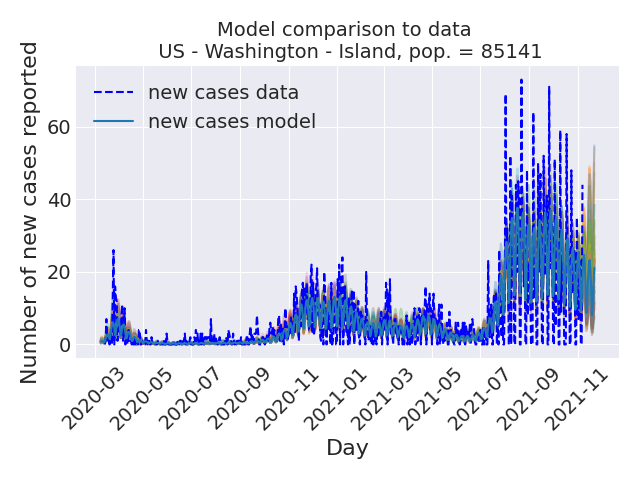 Model comparison to data
US - Washington - Island, pop. = 85141
Number of new cases reported
new cases data
new cases model
60
40
20
0
2020-03
2020-05
2020-07
2020-09
2020-11
2021-01
2021-03
2021-05
2021-07
2021-09
2021-11
Day